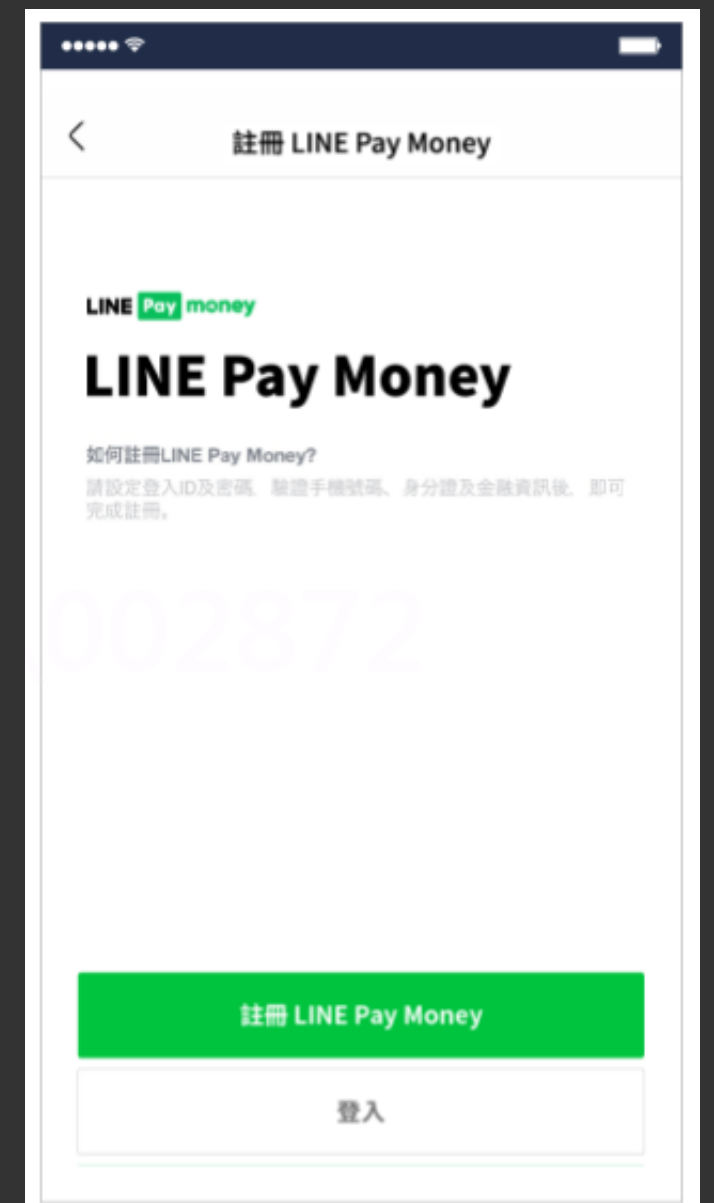 註冊 LINE Pay Money
LINE Pay money
LINE Pay Money
如何註冊LINE Pay Money?
請設定登入ID及密碼、驗證手機號碼、身分證及金融資訊後、即可
完成註冊。
002872
註冊 LINE Pay Money
登入